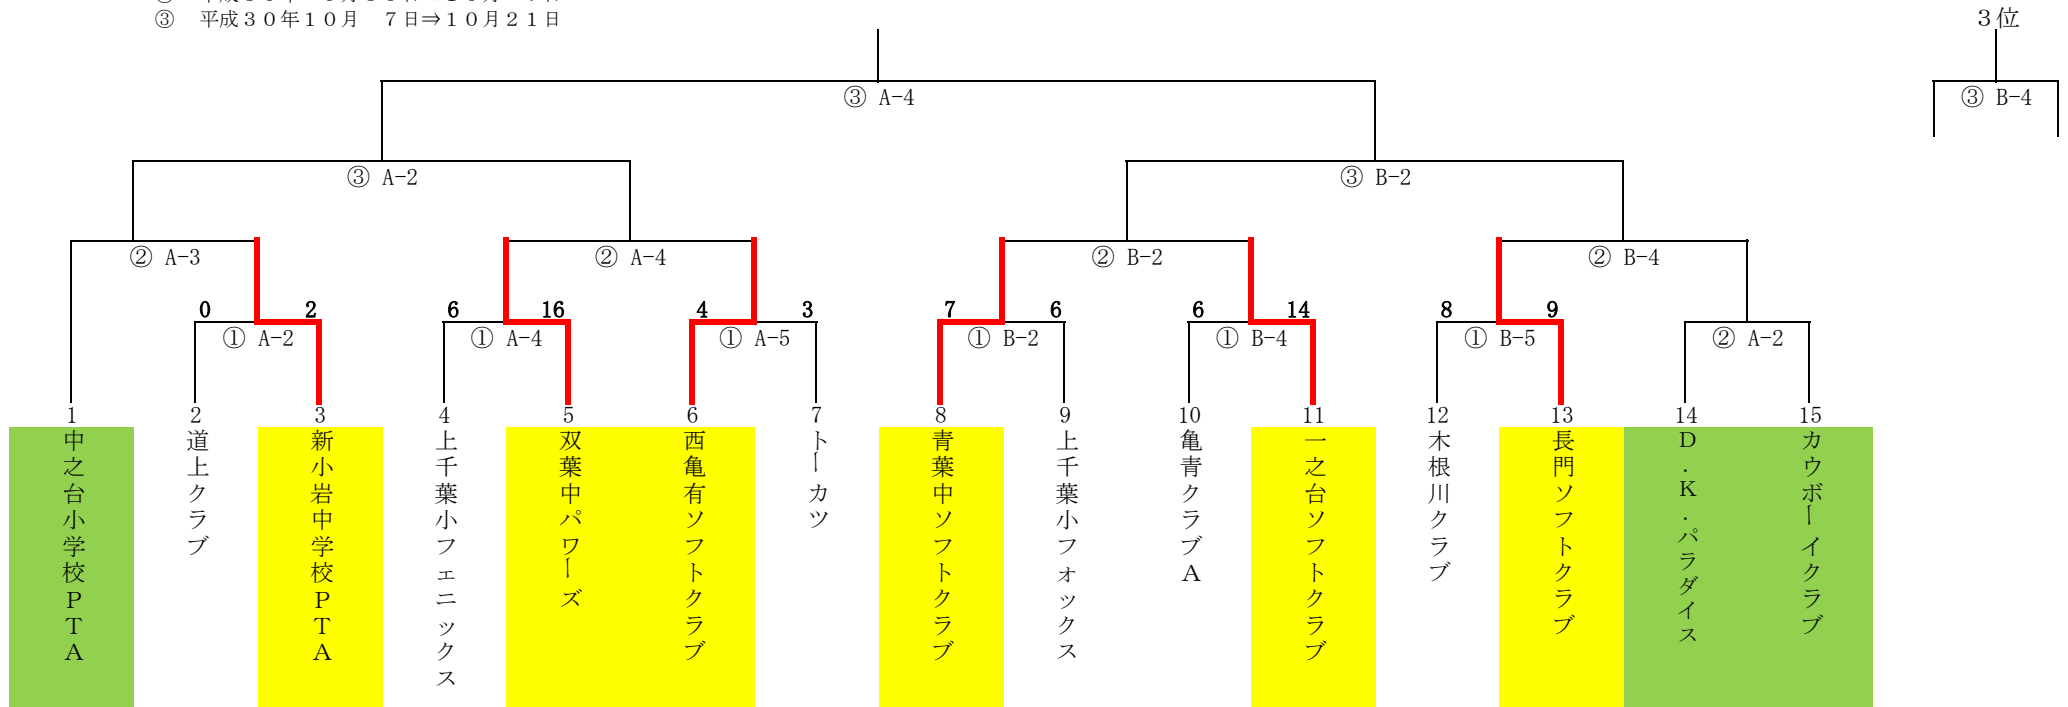 ③ 平成３０年１０月 ７日⇒１０月２１日
３位
③ A-4
③ B-4
③ A-2
③ B-2
② A-3
② A-4
② B-2
② B-4
0 2 6 16 4 3 7 6 6 14 8 9
① A-2
① A-4
① A-5
① B-2
① B-4
① B-5
② A-2
1 2 3 4 5 6 7 8 9 10 11 12 13 14 15
中之台小学校PTA
道上クラブ
新小岩中学校PTA
上千葉小フェニックス
双葉中パワーズ
西亀有ソフトクラブ
トーカツ
青葉中ソフトクラブ
上千葉小フォックス
亀青クラブA
一之台ソフトクラブ
木根川クラブ
長門ソフトクラブ
D.K.パラダイス
カウボーイクラブ